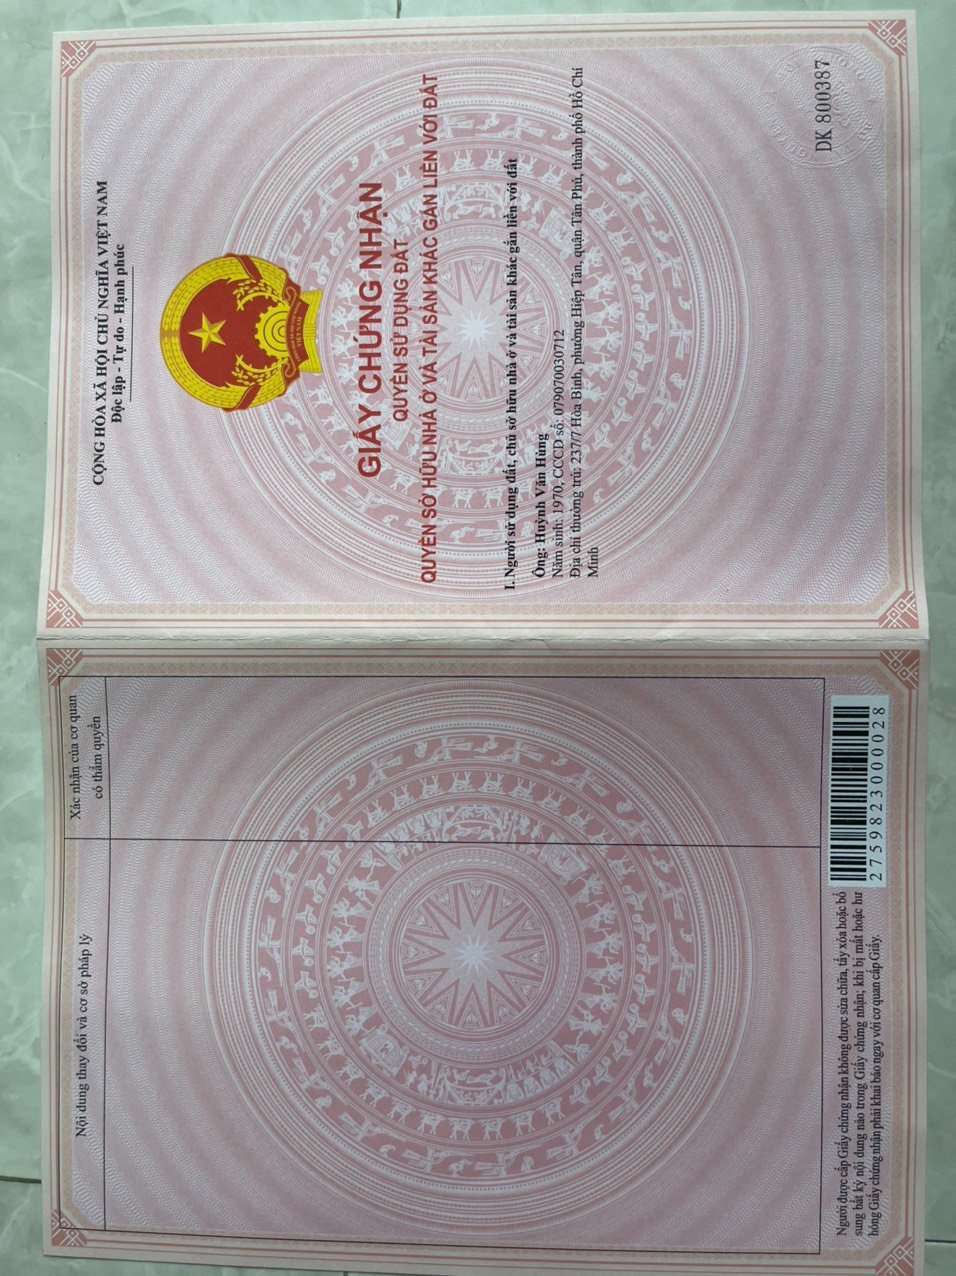 CỘNG HÒA XÃ HỘI CHỦ NGHĨA VIỆT NAM
Độc lập - Tự do - Hạnh phúc
GIẤY CHỨNG NHẬN
QUYỀN SỬ DỤNG ĐẤT
QUYỀN SỞ HỮU NHÀ Ở VÀ TÀI SẢN KHÁC GẮN LIỀN VỚI ĐẤT
I. Người sử dụng đất, chủ sở hữu nhà ở và tài sản khác gắn liền với đất
Ông: Huỳnh Văn Hùng
Năm sinh: 1970, CCCD số: 079070030712
Địa chỉ thường trú: 237/7 Hòa Bình, phường Hiệp Tân, quận Tân Phú, thành phố Hồ Chí
Minh
DK 800387
Nội dung thay đổi và cơ sở pháp lý
Xác nhận của cơ quan
có thẩm quyền
Người được cấp Giấy chứng nhận không được sửa chữa, tẩy xóa hoặc bổ
sung bất kỳ nội dung nào trong Giấy chứng nhận; khi bị mất hoặc hư
hỏng Giấy chứng nhận phải khai báo ngay với cơ quan cấp Giấy.
2759823000028